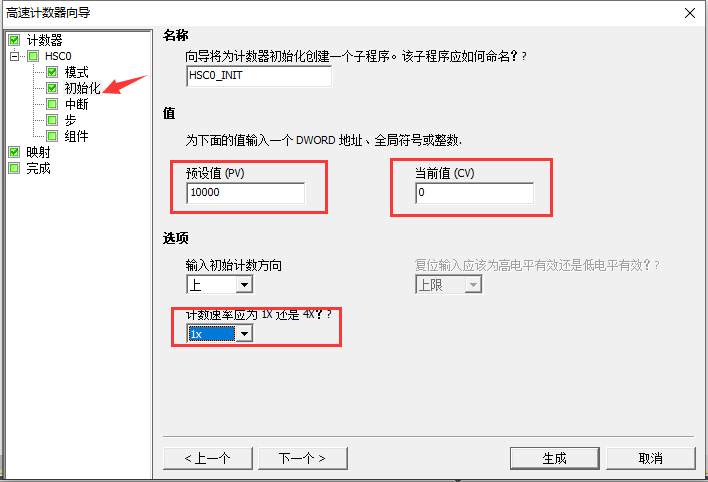 高速计数器向导
计数器
HSC0
模式
初始化
中断
步
组件
映射
完成
名称
向导将为计数器初始化创建一个子程序。该子程序应如何命名? ?
HSC0_INIT
值
为下面的值输入一个 DWORD 地址、全局符号或整数.
预设值 (PV)
10000
当前值 (CV)
0
选项
输入初始计数方向
上
复位输入应该为高电平有效还是低电平有效? ?
上限
计数速率应为 1X 还是 4X? ?
1x
< 上一个
下一个 >
生成
取消